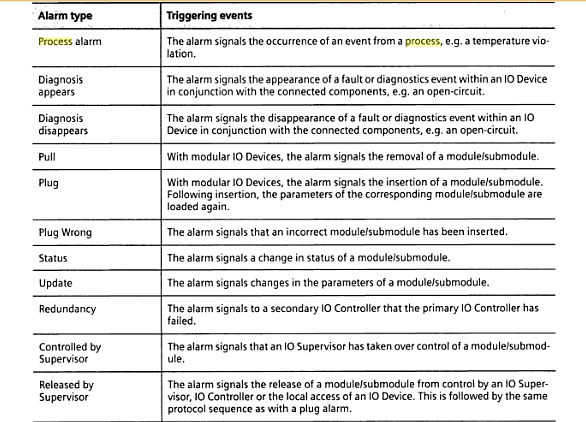 Alarm type Triggering events
Process alarm The alarm signals the occurrence of an event from a process, e.g. a temperature vio-
lation.
Diagnosis The alarm signals the appearance of a fault or diagnostics event within an IO Device
appears in conjunction with the connected components, e.g. an open-circuit.
Diagnosis The alarm signals the disappearance of a fault or diagnostics event within an IO
disappears Device in conjunction with the connected components, e.g. an open-circuit.
Pull With modular IO Devices, the alarm signals the removal of a module/submodule.
Plug With modular IO Devices, the alarm signals the insertion of a module/submodule.
Following insertion, the parameters of the corresponding module/submodule are
loaded again.
Plug Wrong The alarm signals that an incorrect module/submodule has been inserted.
Status The alarm signals a change in status of a module/submodule.
Update The alarm signals changes in the parameters of a module/submodule.
Redundancy The alarm signals to a secondary IO Controller that the primary IO Controller has
failed.
Controlled by The alarm signals that an IO Supervisor has taken over control of a module/submod-
Supervisor ule.
Released by The alarm signals the release of a module/submodule from control by an IO Super-
Supervisor visor, IO Controller or the local access of an IO Device. This is followed by the same
protocol sequence as with a plug alarm.